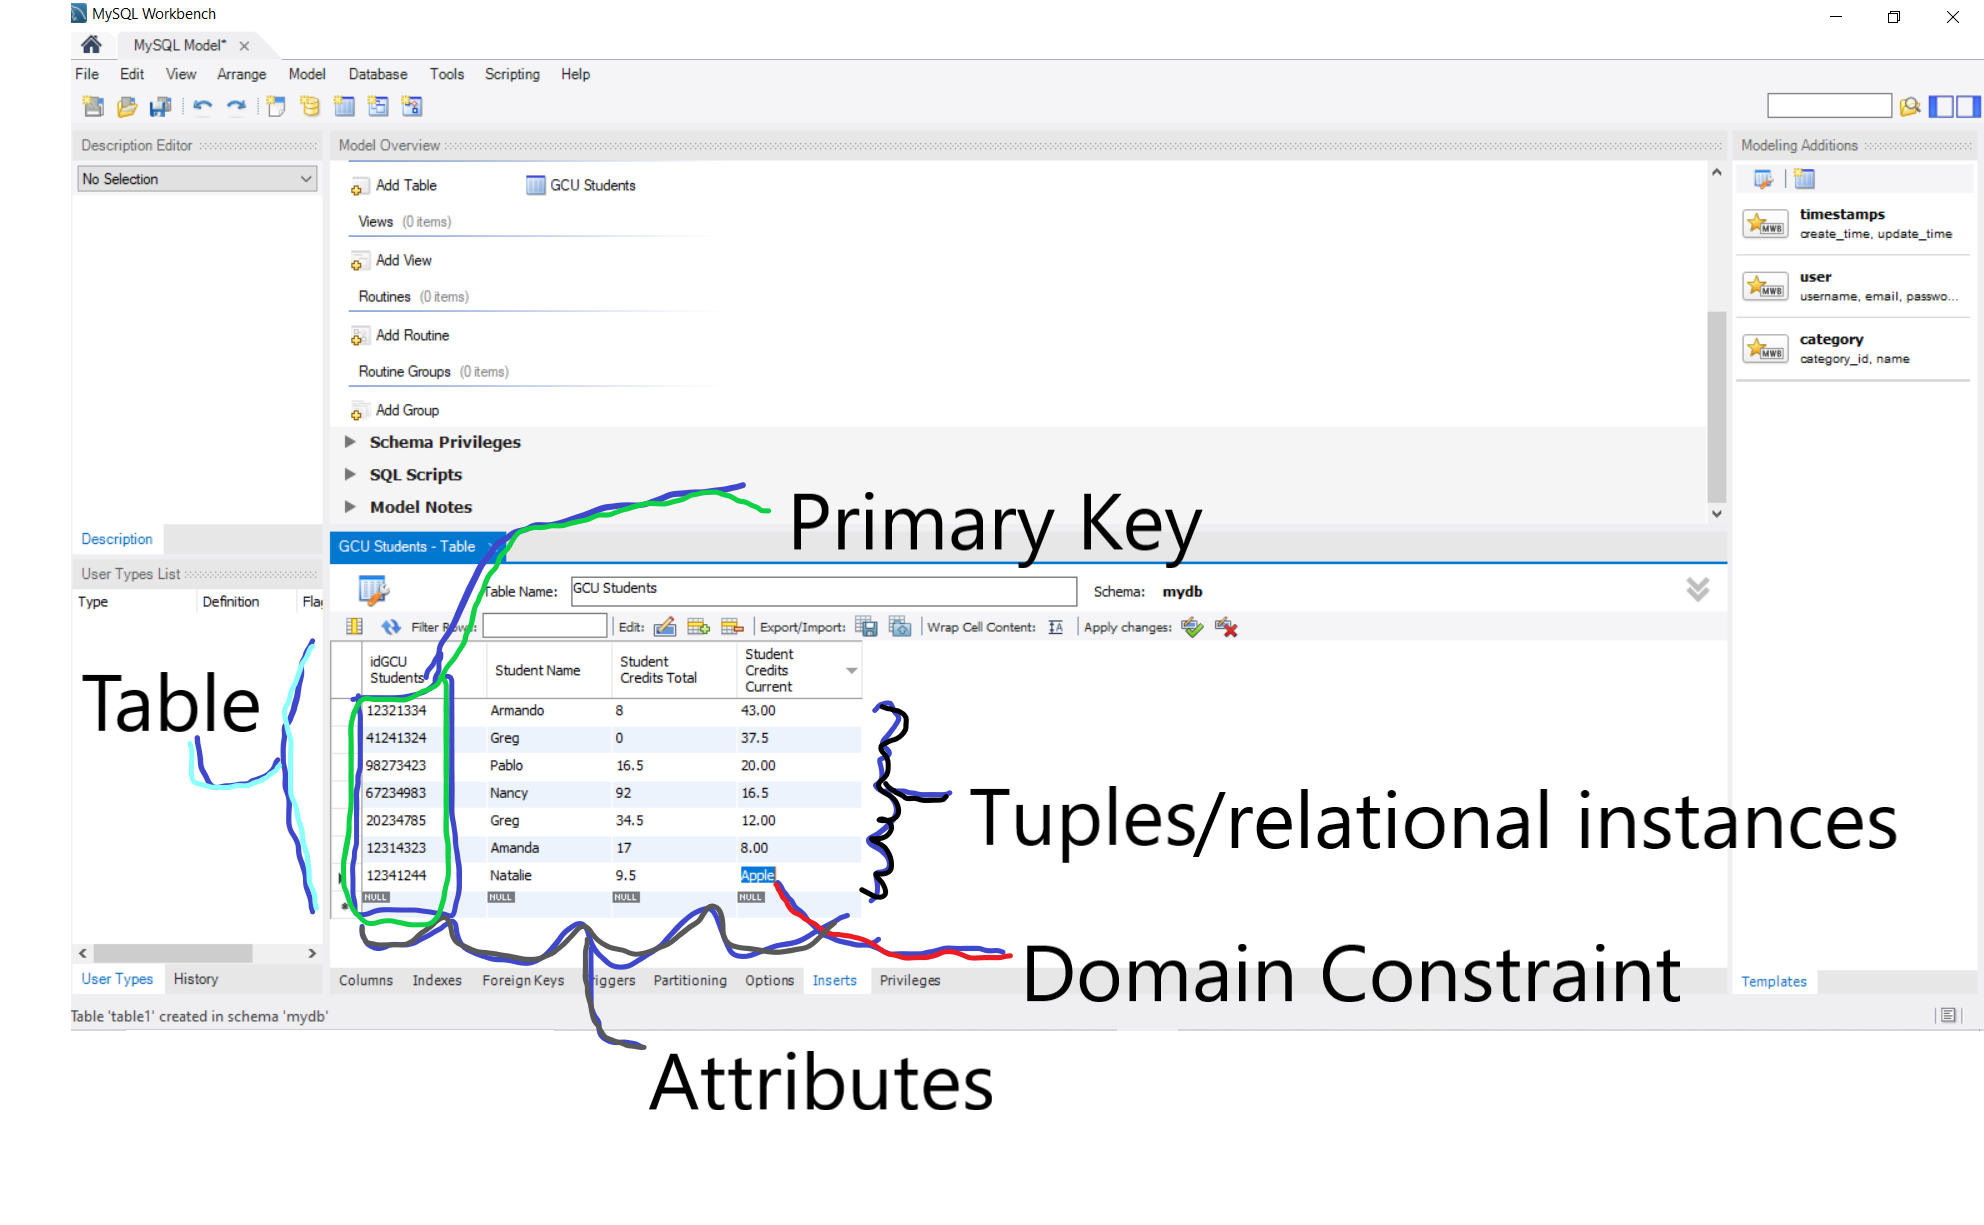 MySQL Workbench
MySQL Model*
File Edit View Arrange Model Database Tools Scripting Help
Description Editor
No Selection
Model Overview
Add Table GCU Students
Views (0 items)
Add View
Routines (0 items)
Add Routine
Routine Groups (0 items)
Add Group
Schema Privileges
SQL Scripts
Model Notes
Modeling Additions
timestamps
create_time, update_time
user
username, email, passwo...
category
category_id, name
Description
User Types List
Type Definition Flag
Primary Key
GCU Students - Table
Table Name: GCU Students Schema: mydb
Filter Rows: Edit: Export/Import: Wrap Cell Content: Apply changes:
idGCU Students Student Name Student Credits Total Student Credits Current
12321334 Armando 8 43.00
41241324 Greg 0 37.5
98273423 Pablo 16.5 20.00
67234983 Nancy 92 16.5
20234785 Greg 34.5 12.00
12314323 Amanda 17 8.00
12341244 Natalie 9.5 Apple
NULL NULL NULL NULL
Table
Tuples/relational instances
Domain Constraint
Columns Indexes Foreign Keys Triggers Partitioning Options Inserts Privileges
User Types History
Templates
Table 'table1' created in schema 'mydb'
Attributes